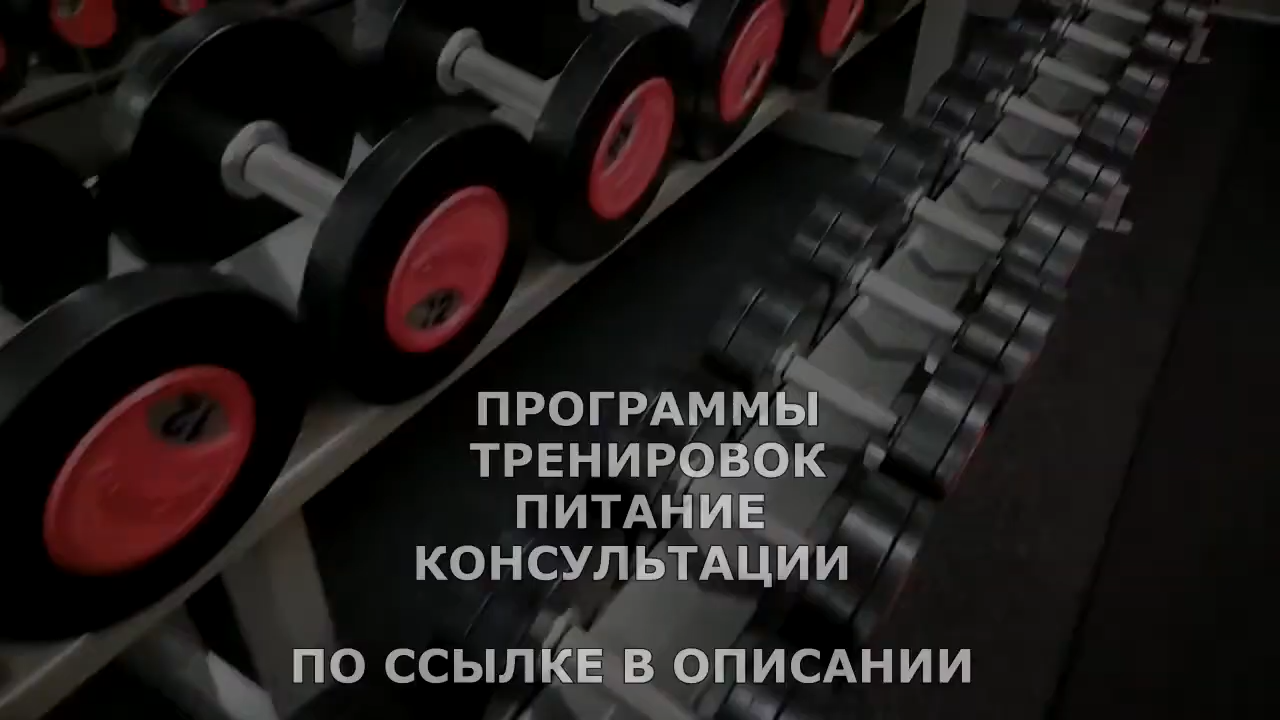 ПРОГРАММЫ
ТРЕНИРОВОК
ПИТАНИЕ
КОНСУЛЬТАЦИИ
ПО ССЫЛКЕ В ОПИСАНИИ